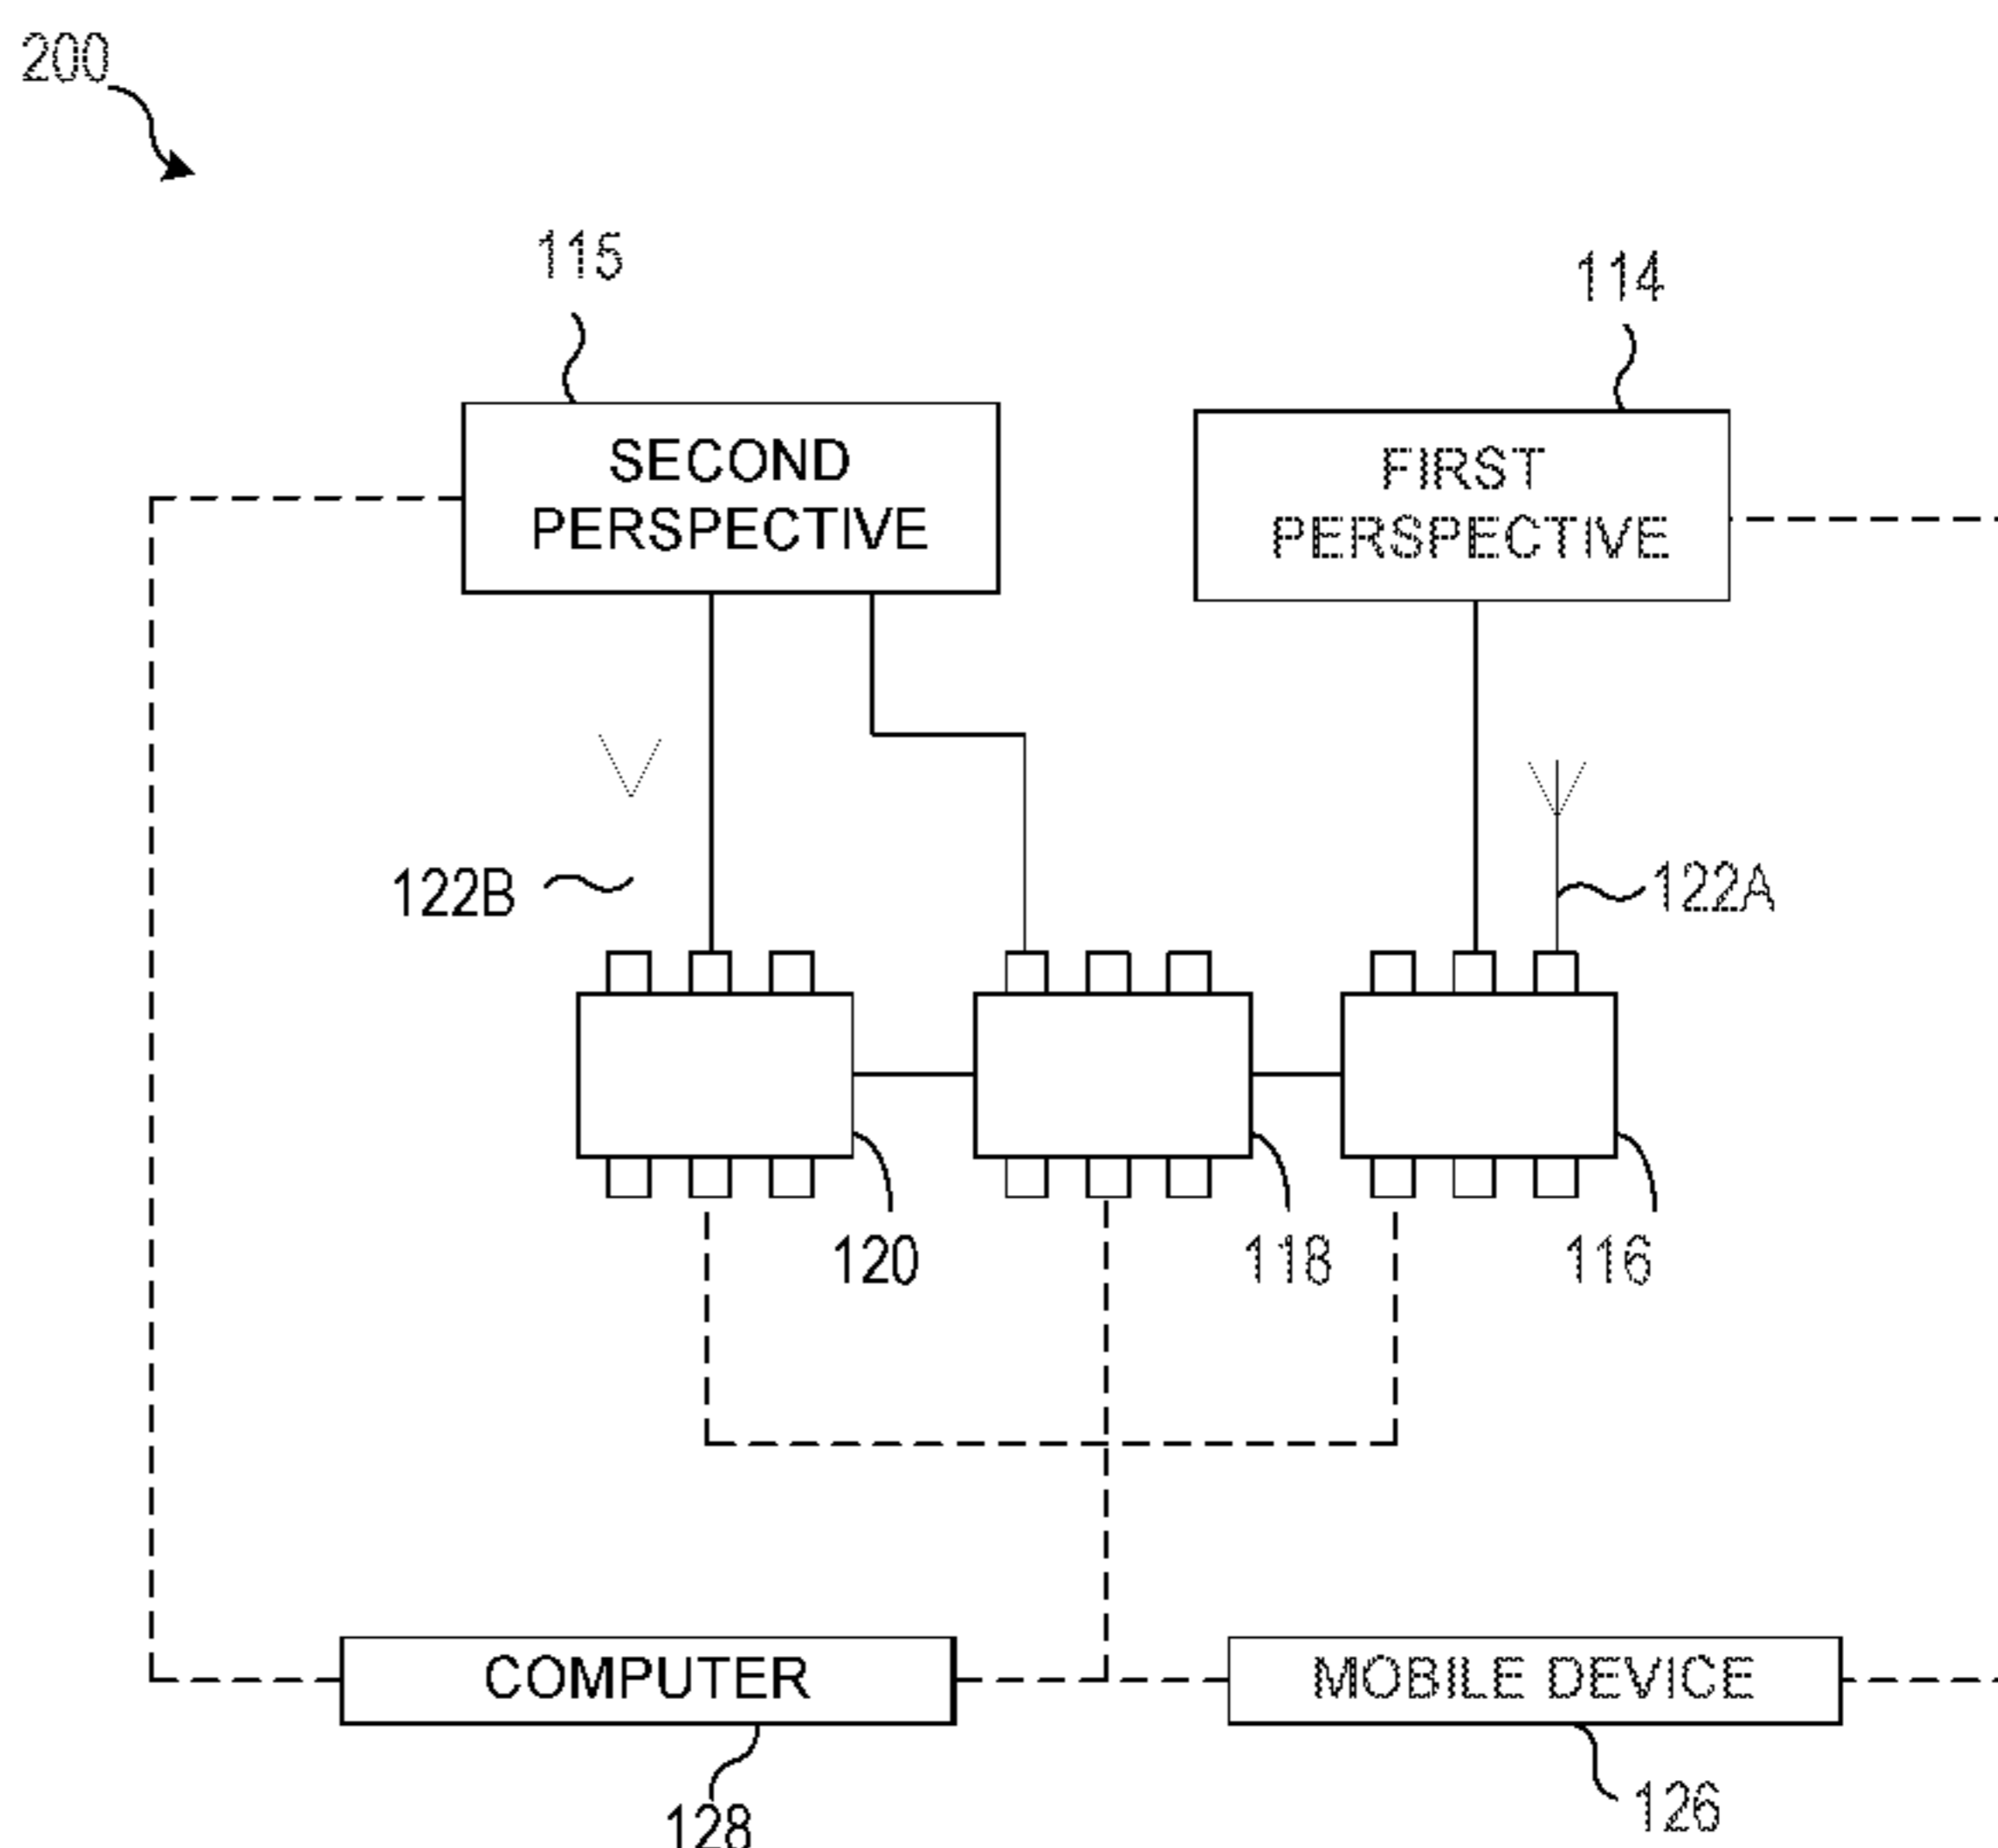 200
115
114
SECOND
PERSPECTIVE
FIRST
PERSPECTIVE
122B
122A
120
118
116
COMPUTER
MOBILE DEVICE
128
126